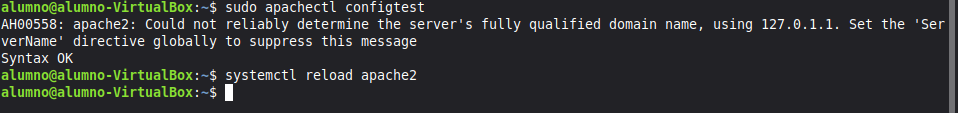 alumno@alumno-VirtualBox:~$ sudo apachectl configtest
AH00558: apache2: Could not reliably determine the server's fully qualified domain name, using 127.0.1.1. Set the 'Ser
verName' directive globally to suppress this message
Syntax OK
alumno@alumno-VirtualBox:~$ systemctl reload apache2
alumno@alumno-VirtualBox:~$